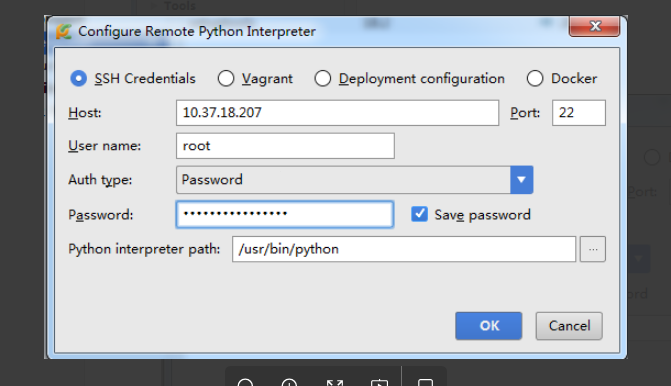 Tools
Configure Remote Python Interpreter
SSH Credentials Vagrant Deployment configuration Docker
Host: 10.37.18.207 Port: 22
User name: root
Auth type: Password
Password: •••••••••••••••• Save password
Python interpreter path: /usr/bin/python ...
OK Cancel